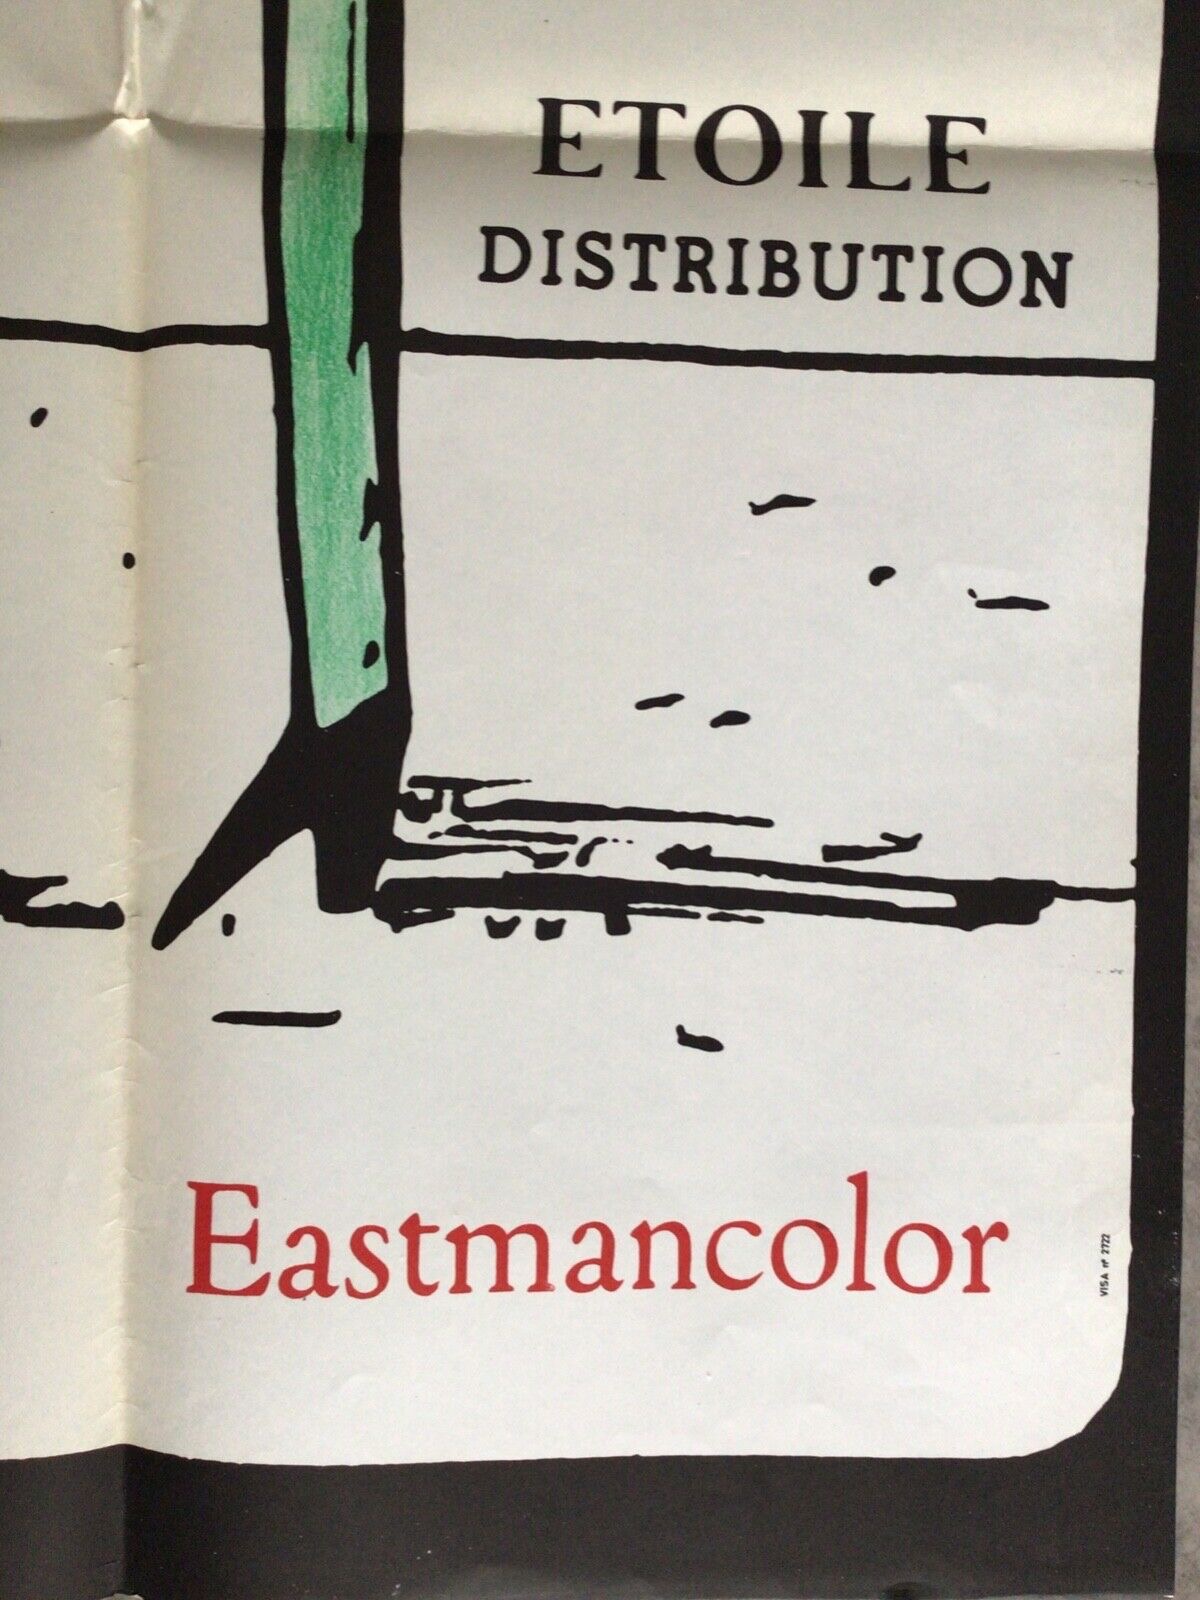 ETOILE
DISTRIBUTION
Eastmancolor
VISA nº 2722